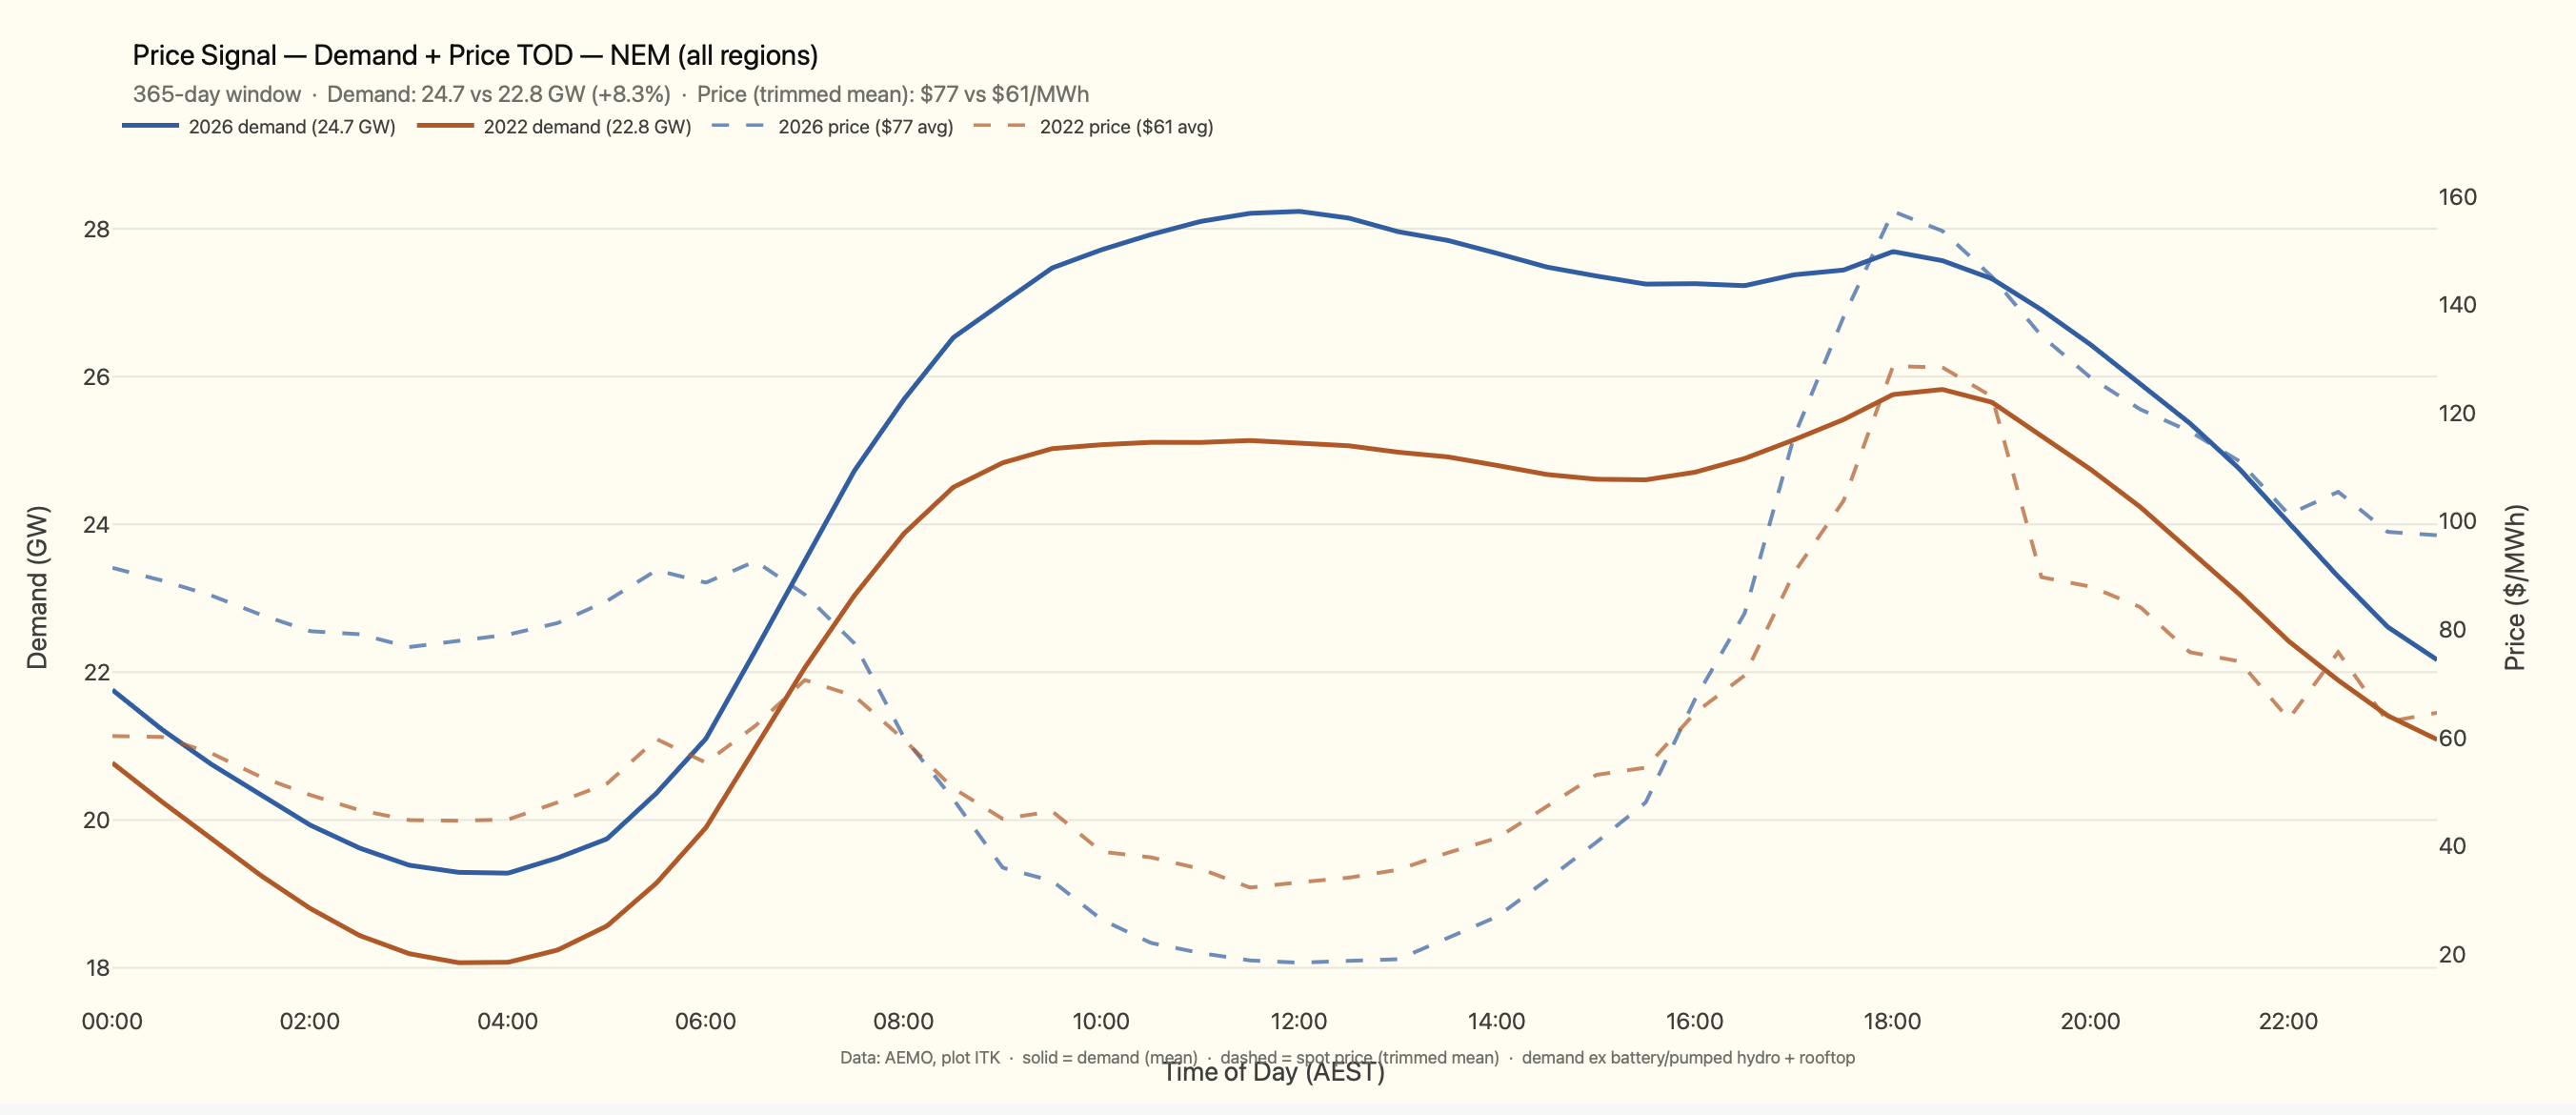 Price Signal — Demand + Price TOD — NEM (all regions)
365-day window · Demand: 24.7 vs 22.8 GW (+8.3%) · Price (trimmed mean): $77 vs $61/MWh
2026 demand (24.7 GW) 2022 demand (22.8 GW) 2026 price ($77 avg) 2022 price ($61 avg)
Demand (GW)
28
26
24
22
20
18
160
140
120
100
80
60
40
20
Price ($/MWh)
00:00 02:00 04:00 06:00 08:00 10:00 12:00 14:00 16:00 18:00 20:00 22:00
Data: AEMO, plot ITK · solid = demand (mean) · dashed = spot price (trimmed mean) · demand ex battery/pumped hydro + rooftop
Time of Day (AEST)